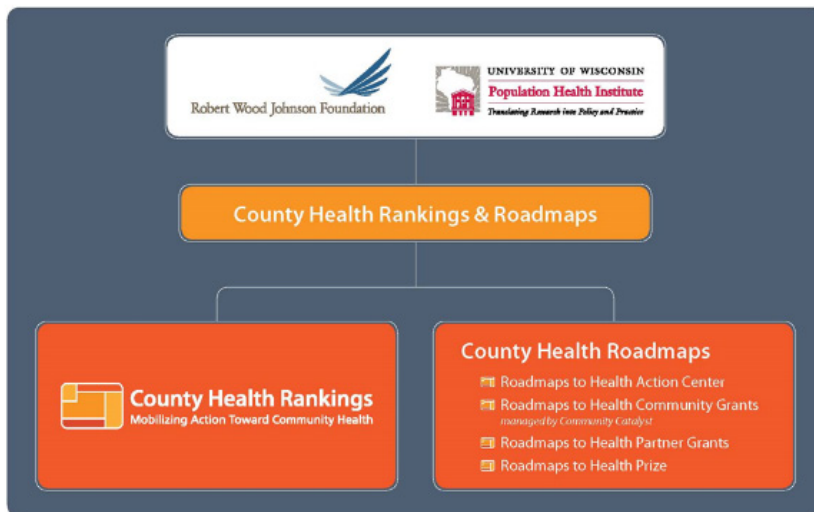 Robert Wood Johnson Foundation
UNIVERSITY OF WISCONSIN
Population Health Institute
Translating Research into Policy and Practice
County Health Rankings & Roadmaps
County Health Rankings
Mobilizing Action Toward Community Health
County Health Roadmaps
Roadmaps to Health Action Center
Roadmaps to Health Community Grants
managed by Community Catalyst
Roadmaps to Health Partner Grants
Roadmaps to Health Prize